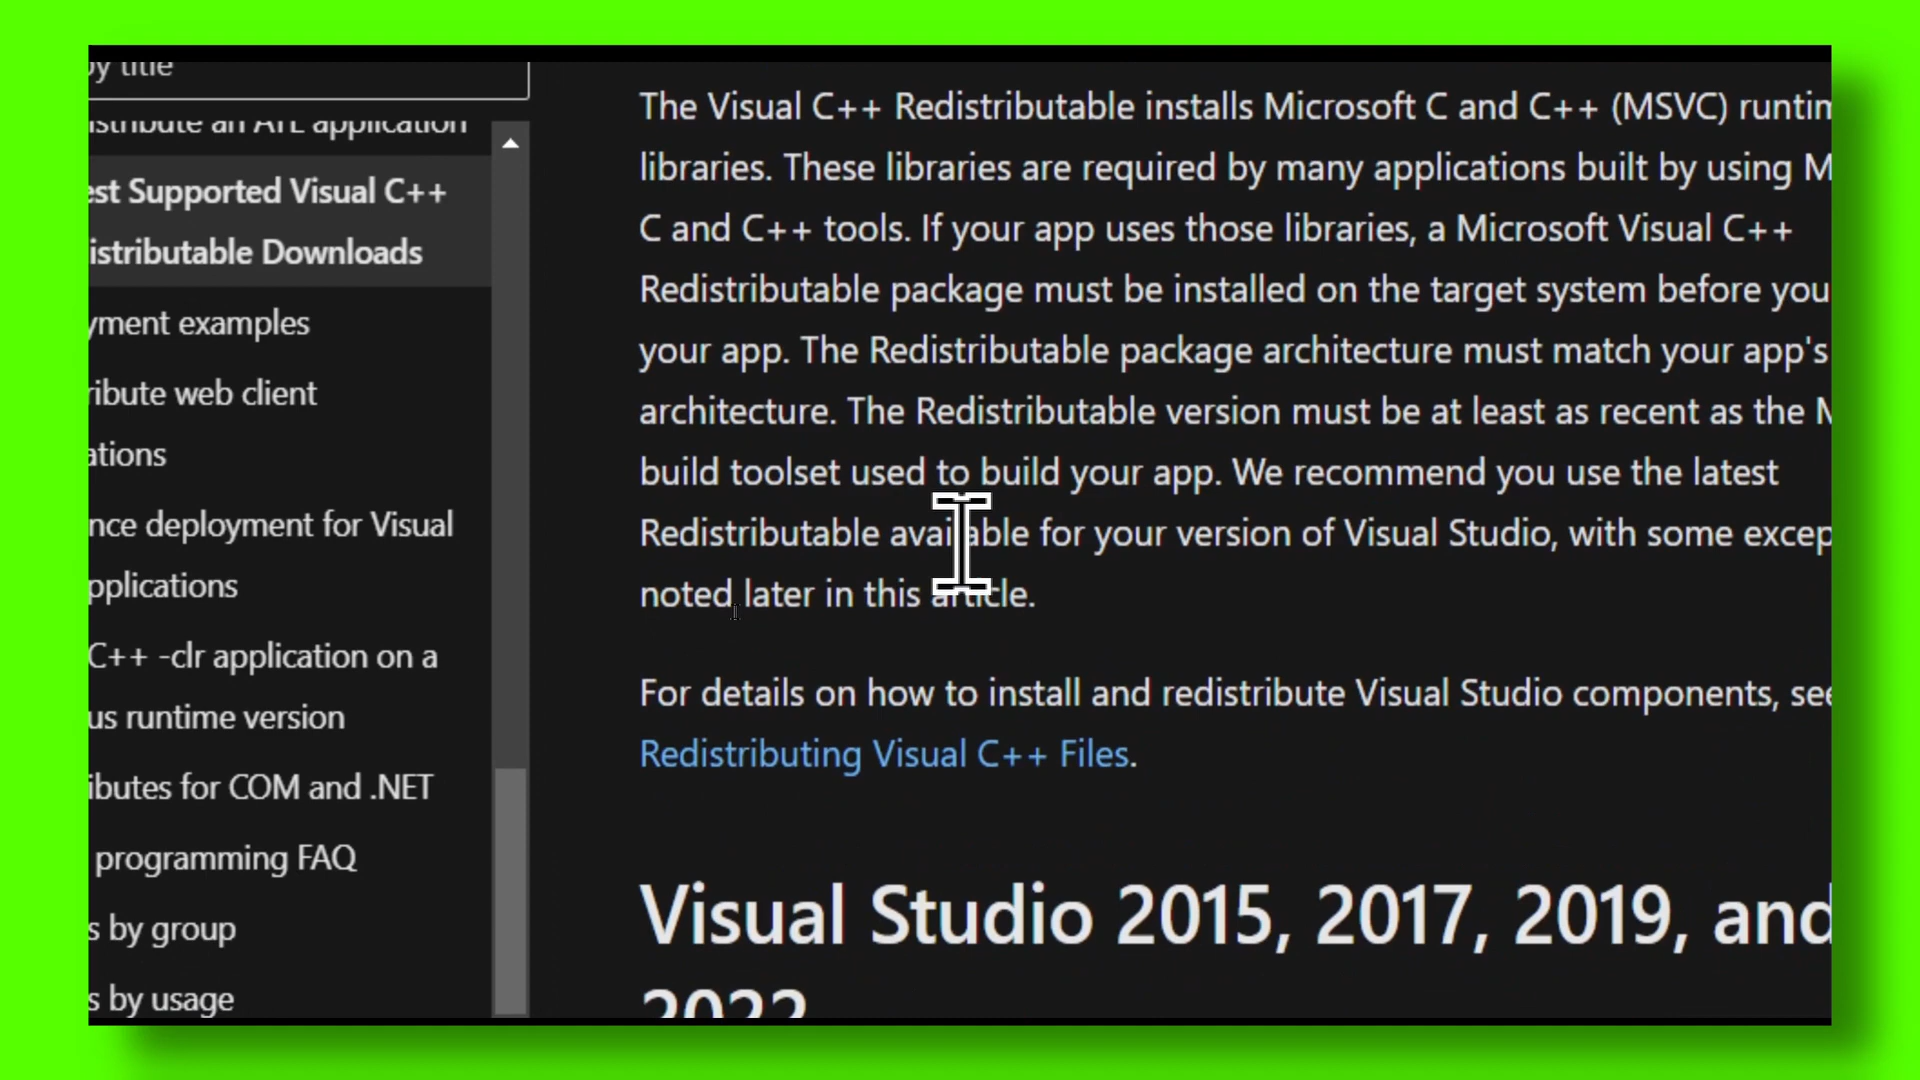 by title
istribute an ATL application
est Supported Visual C++
istributable Downloads
yment examples
ribute web client
ations
nce deployment for Visual
pplications
C++ -clr application on a
us runtime version
ibutes for COM and .NET
programming FAQ
s by group
s by usage
The Visual C++ Redistributable installs Microsoft C and C++ (MSVC) runtim
libraries. These libraries are required by many applications built by using M
C and C++ tools. If your app uses those libraries, a Microsoft Visual C++
Redistributable package must be installed on the target system before you
your app. The Redistributable package architecture must match your app's
architecture. The Redistributable version must be at least as recent as the M
build toolset used to build your app. We recommend you use the latest
Redistributable available for your version of Visual Studio, with some excep
noted later in this article.
For details on how to install and redistribute Visual Studio components, see
Redistributing Visual C++ Files.
Visual Studio 2015, 2017, 2019, and
2022